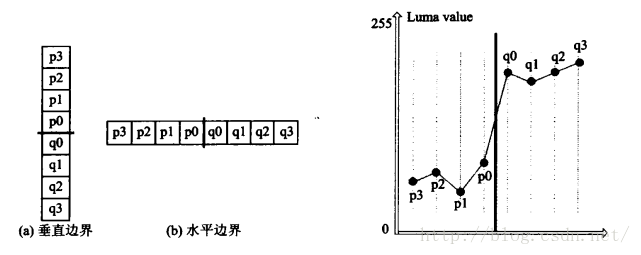 p3
p2
p1
p0
q0
q1
q2
q3
(a) 垂直边界
p3 p2 p1 p0 q0 q1 q2 q3
(b) 水平边界
255
Luma value
q0
q1
q2
q3
p3
p2
p1
p0
0
http://blog.csdn.net/